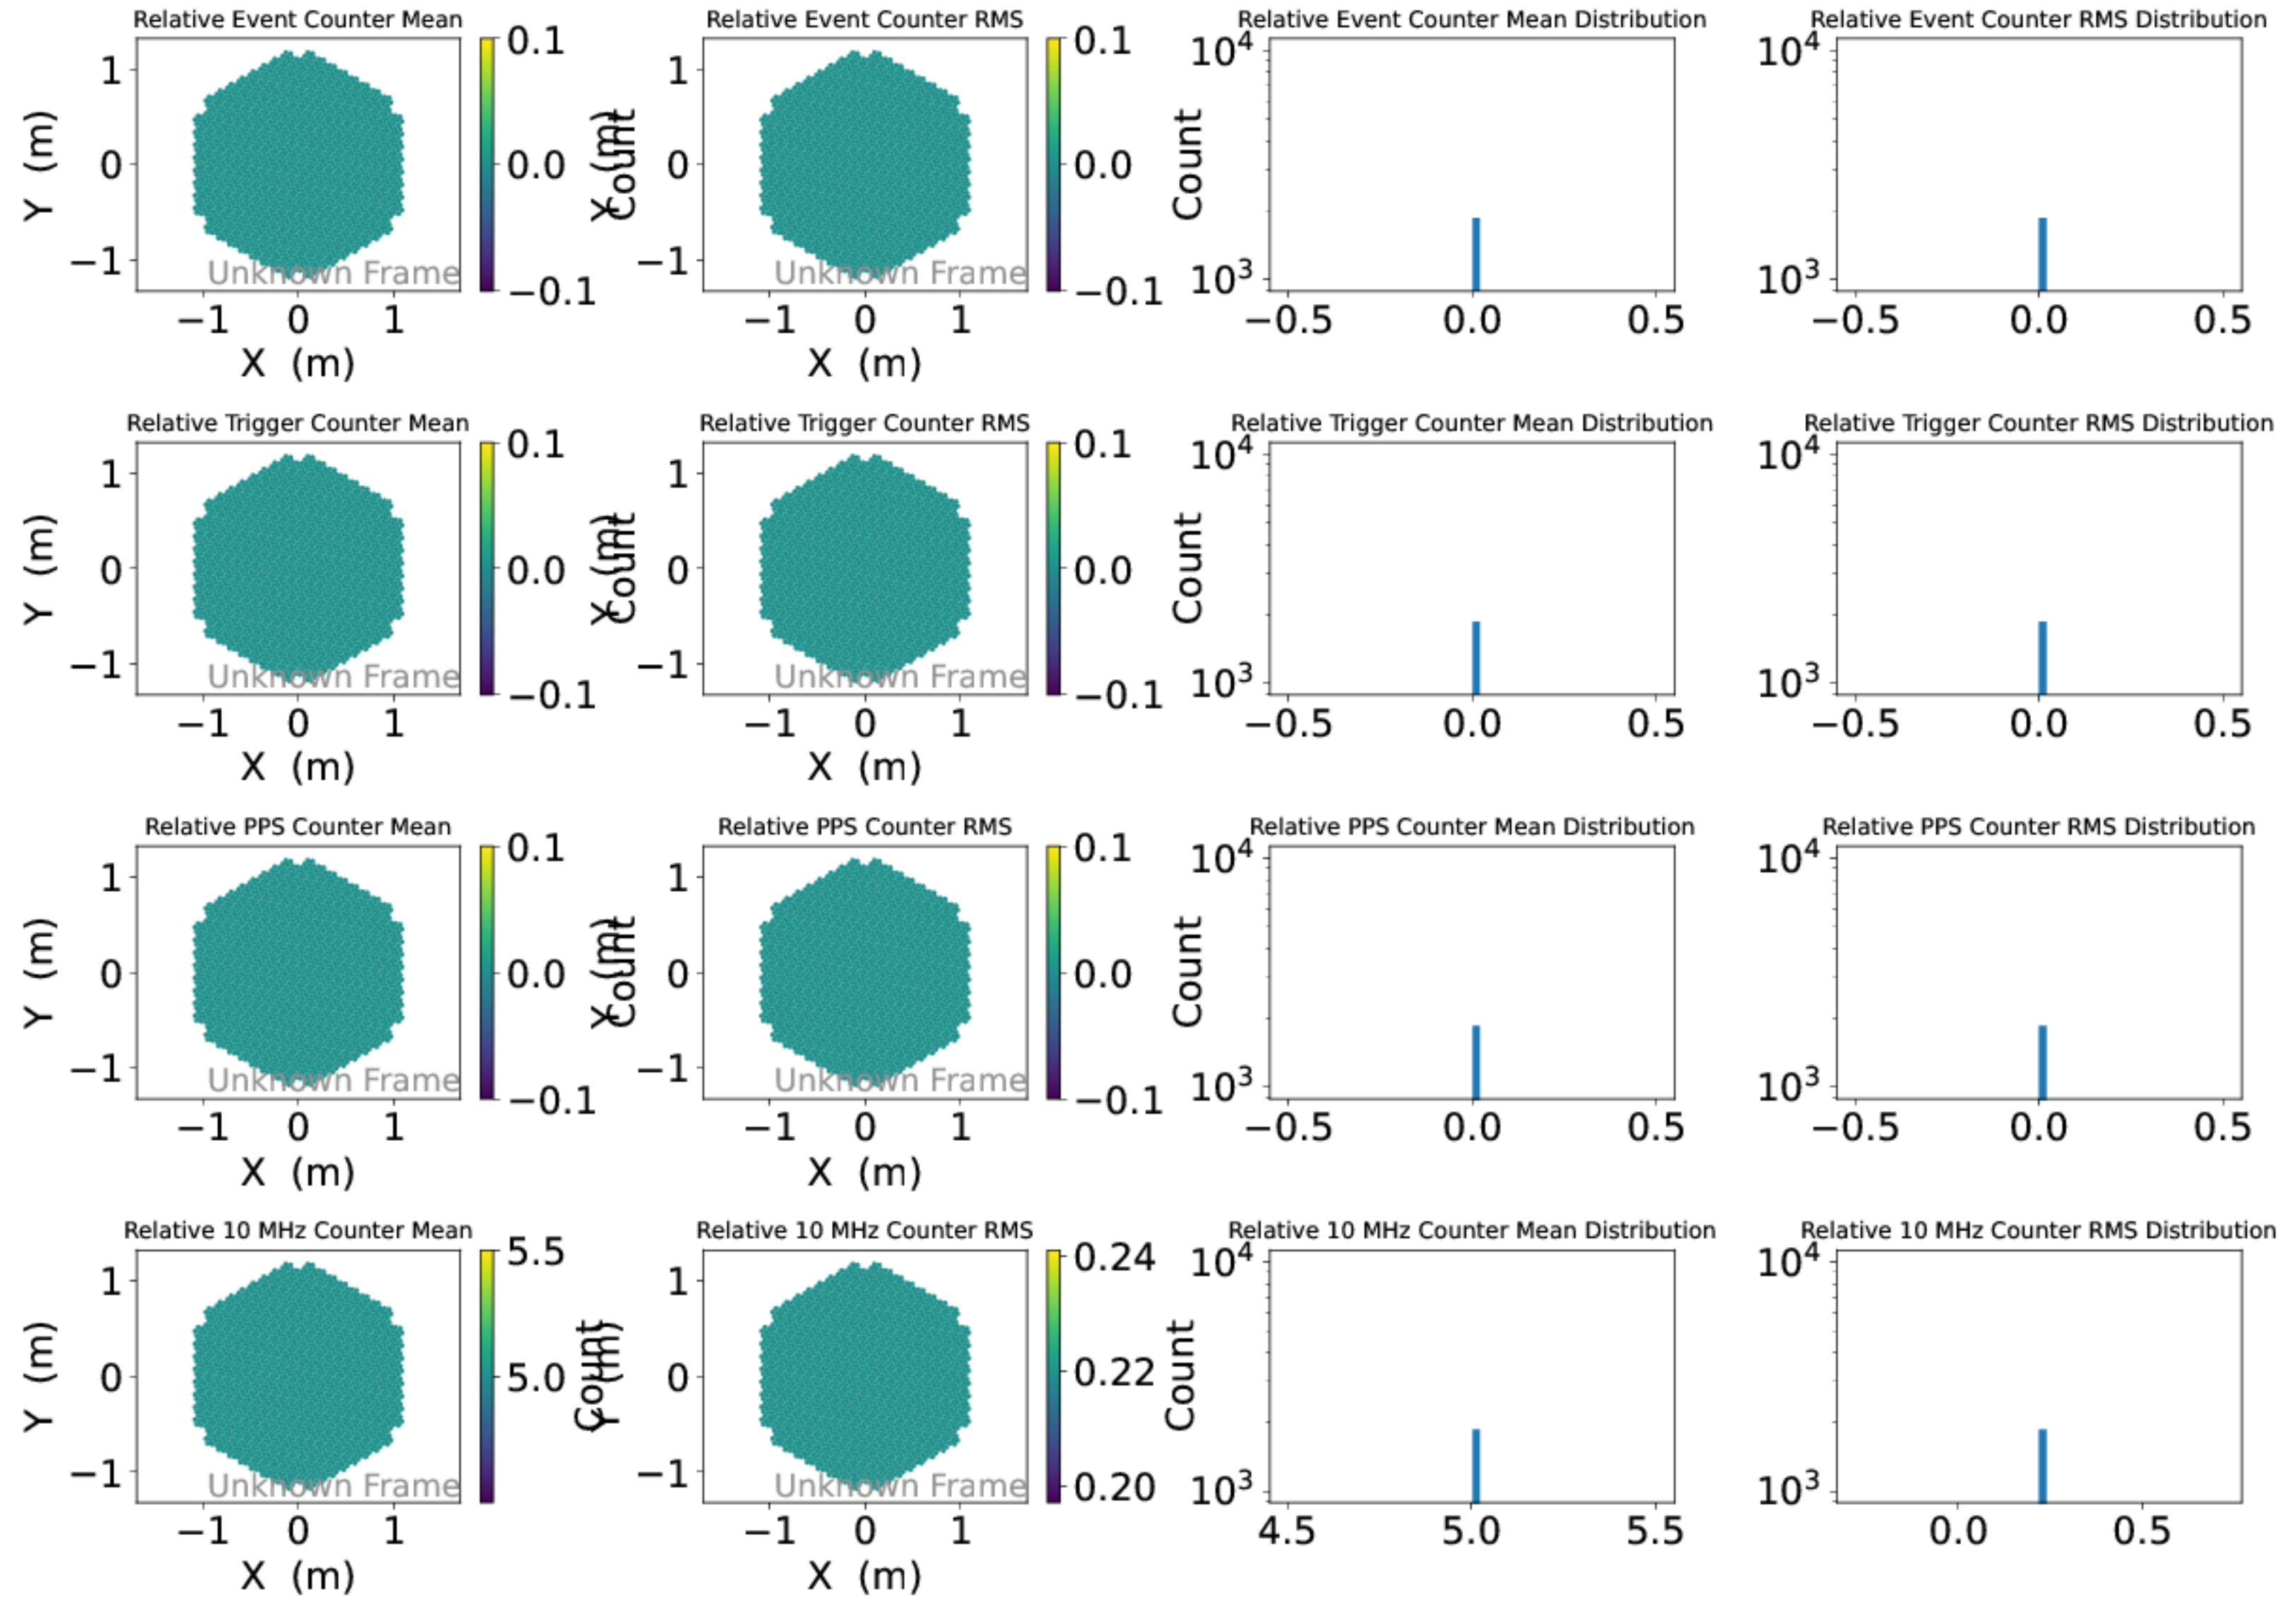 Relative Event Counter Mean
Relative Event Counter RMS
Relative Event Counter Mean Distribution
Relative Event Counter RMS Distribution
Y (m)
1
0
−1
Unknown Frame
−1 0 1
X (m)
0.1
0.0
−0.1
Y (m)
Count
1
0
−1
Unknown Frame
−1 0 1
X (m)
0.1
0.0
−0.1
Count
10⁴
10³
−0.5 0.0 0.5
10⁴
10³
−0.5 0.0 0.5
Relative Trigger Counter Mean
Relative Trigger Counter RMS
Relative Trigger Counter Mean Distribution
Relative Trigger Counter RMS Distribution
Y (m)
1
0
−1
Unknown Frame
−1 0 1
X (m)
0.1
0.0
−0.1
Y (m)
Count
1
0
−1
Unknown Frame
−1 0 1
X (m)
0.1
0.0
−0.1
Count
10⁴
10³
−0.5 0.0 0.5
10⁴
10³
−0.5 0.0 0.5
Relative PPS Counter Mean
Relative PPS Counter RMS
Relative PPS Counter Mean Distribution
Relative PPS Counter RMS Distribution
Y (m)
1
0
−1
Unknown Frame
−1 0 1
X (m)
0.1
0.0
−0.1
Y (m)
Count
1
0
−1
Unknown Frame
−1 0 1
X (m)
0.1
0.0
−0.1
Count
10⁴
10³
−0.5 0.0 0.5
10⁴
10³
−0.5 0.0 0.5
Relative 10 MHz Counter Mean
Relative 10 MHz Counter RMS
Relative 10 MHz Counter Mean Distribution
Relative 10 MHz Counter RMS Distribution
Y (m)
1
0
−1
Unknown Frame
−1 0 1
X (m)
5.5
5.0
Count
Y (m)
1
0
−1
Unknown Frame
−1 0 1
X (m)
0.24
0.22
0.20
Count
10⁴
10³
4.5 5.0 5.5
10⁴
10³
0.0 0.5